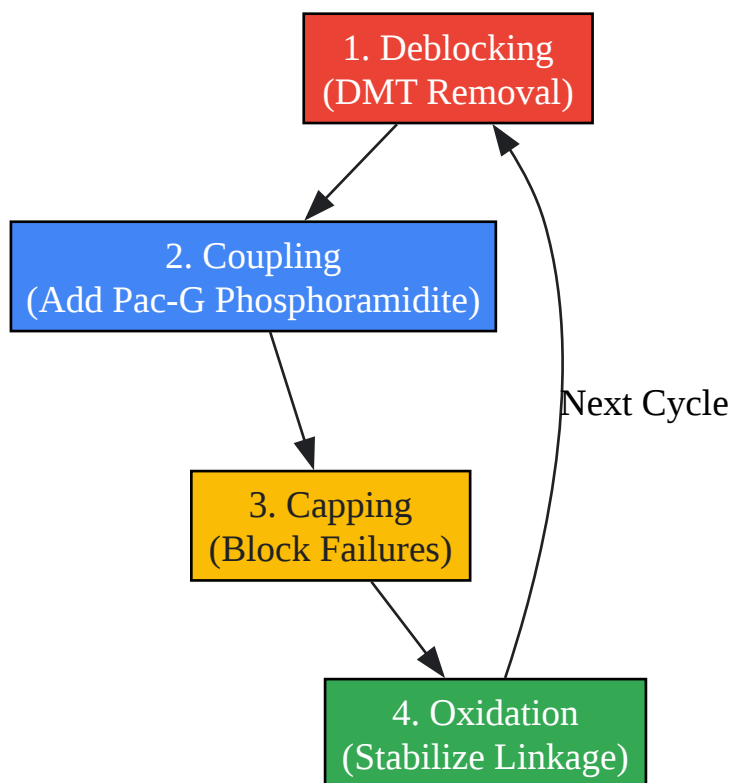 1. Deblocking
(DMT Removal)
2. Coupling
(Add Pac-G Phosphoramidite)
Next Cycle
3. Capping
(Block Failures)
4. Oxidation
(Stabilize Linkage)